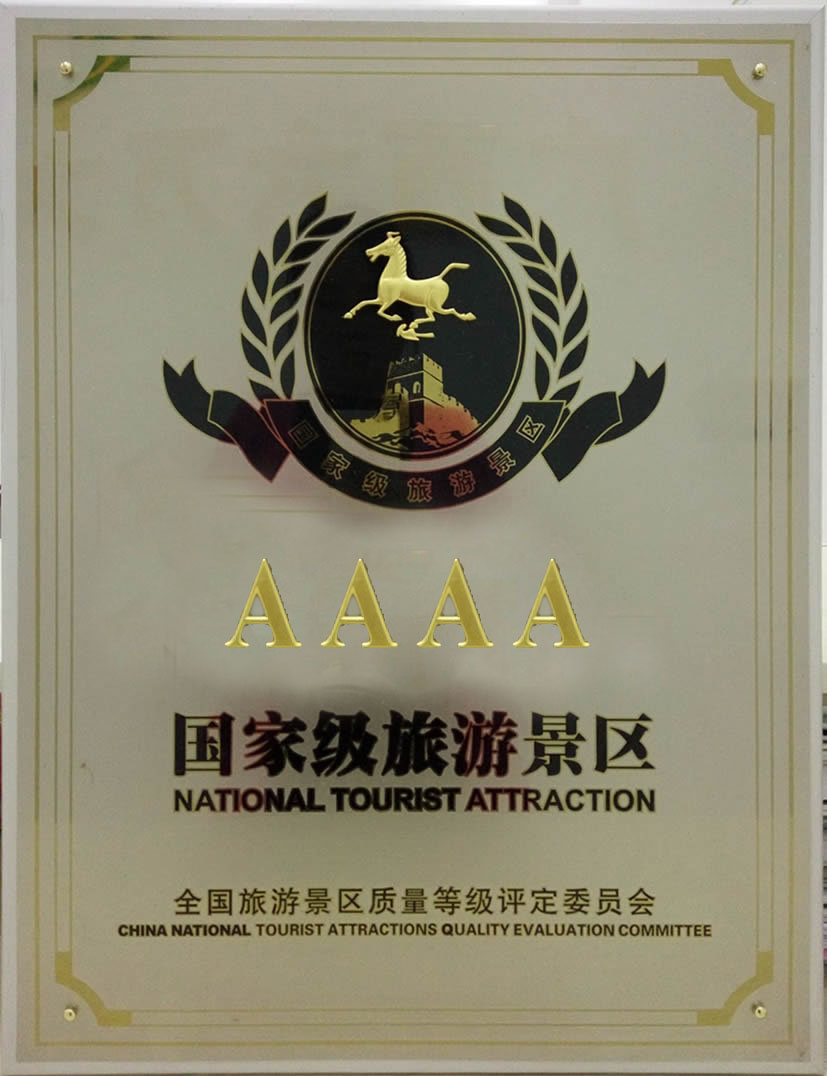 国家级旅游景区
AAAA
国家级旅游景区
NATIONAL TOURIST ATTRACTION
全国旅游景区质量等级评定委员会
CHINA NATIONAL TOURIST ATTRACTIONS QUALITY EVALUATION COMMITTEE